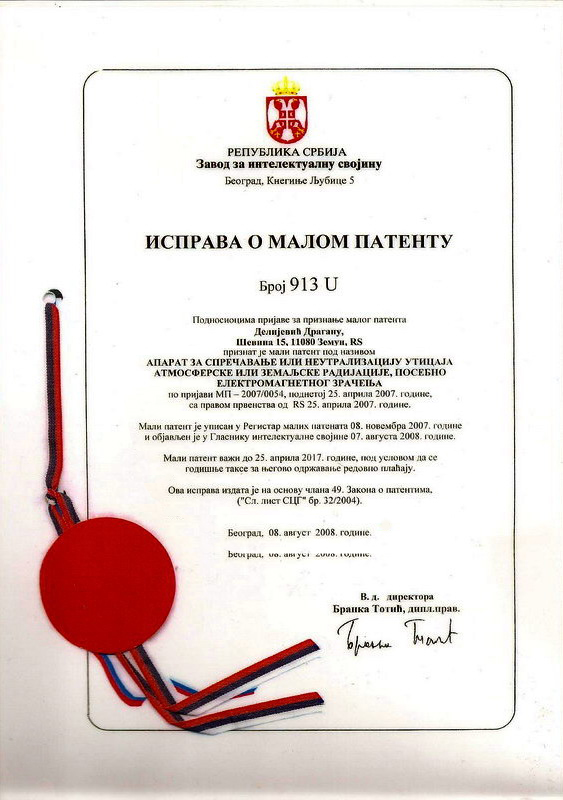 РЕПУБЛИКА СРБИЈА
Завод за интелектуалну својину
Београд, Кнегиње Љубице 5
ИСПРАВА О МАЛОМ ПАТЕНТУ
Број 913 U
Подносиоцима пријаве за признање малог патента
Делијевић Драгану,
Шевина 15, 11080 Земун, RS
признат је мали патент под називом
АПАРАТ ЗА СПРЕЧАВАЊЕ ИЛИ НЕУТРАЛИЗАЦИЈУ УТИЦАЈА
АТМОСФЕРСКЕ ИЛИ ЗЕМАЉСКЕ РАДИЈАЦИЈЕ, ПОСЕБНО
ЕЛЕКТРОМАГНЕТНОГ ЗРАЧЕЊА
по пријави МП – 2007/0054, поднетој 25. априла 2007. године,
са правом првенства од RS 25. априла 2007. године.
Мали патент је уписан у Регистар малих патената 08. новембра 2007. године
и објављен је у Гласнику интелектуалне својине 07. августа 2008. године.
Мали патент важи до 25. априла 2017. године, под условом да се
годишње таксе за његово одржавање редовно плаћају.
Ова исправа издата је на основу члана 49. Закона о патентима,
("Сл. лист СЦГ" бр. 32/2004).
Београд, 08. август 2008. године.
Београд, 08. август 2008. године.
В. д. директора
Бранка Тотић, дипл.прав.